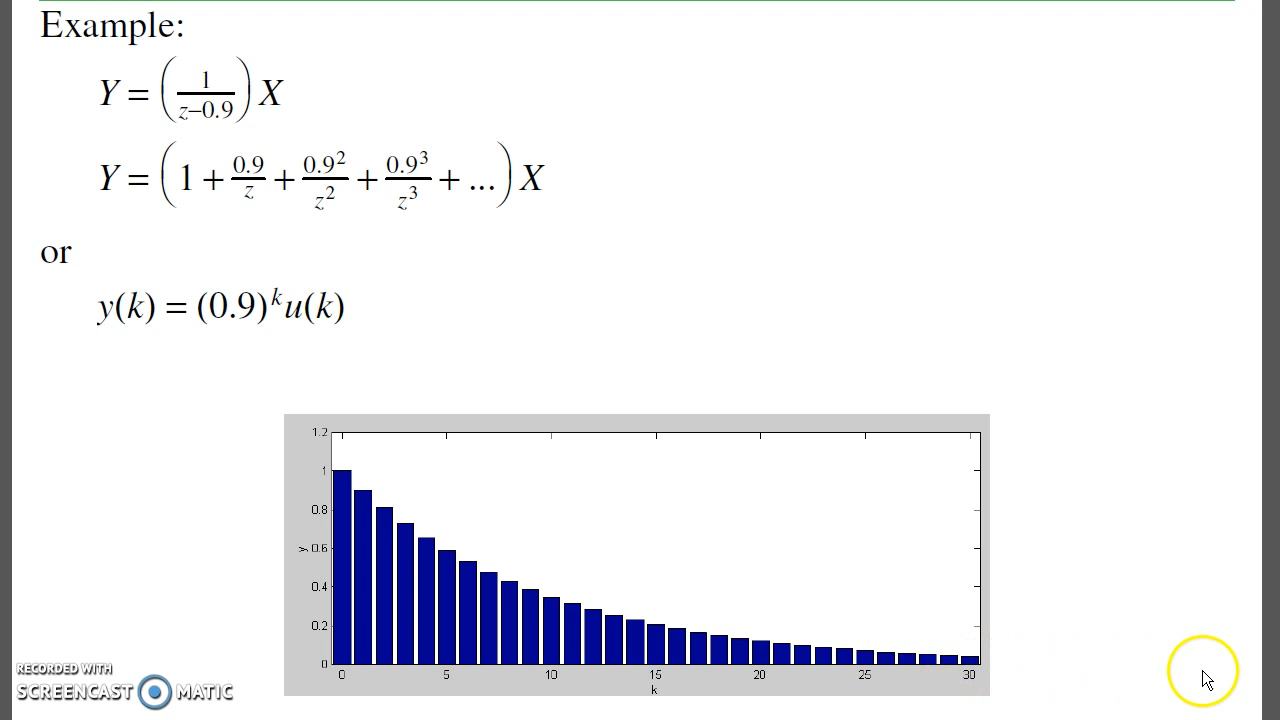 Example:
Y = (1/(z–0.9)) X
Y = (1 + 0.9/z + 0.9²/z² + 0.9³/z³ + ...) X
or
y(k) = (0.9)ᵏu(k)
1.2
1
0.8
0.6
0.4
0.2
0
y
0 5 10 15 20 25 30
k
RECORDED WITH
SCREENCAST MATIC